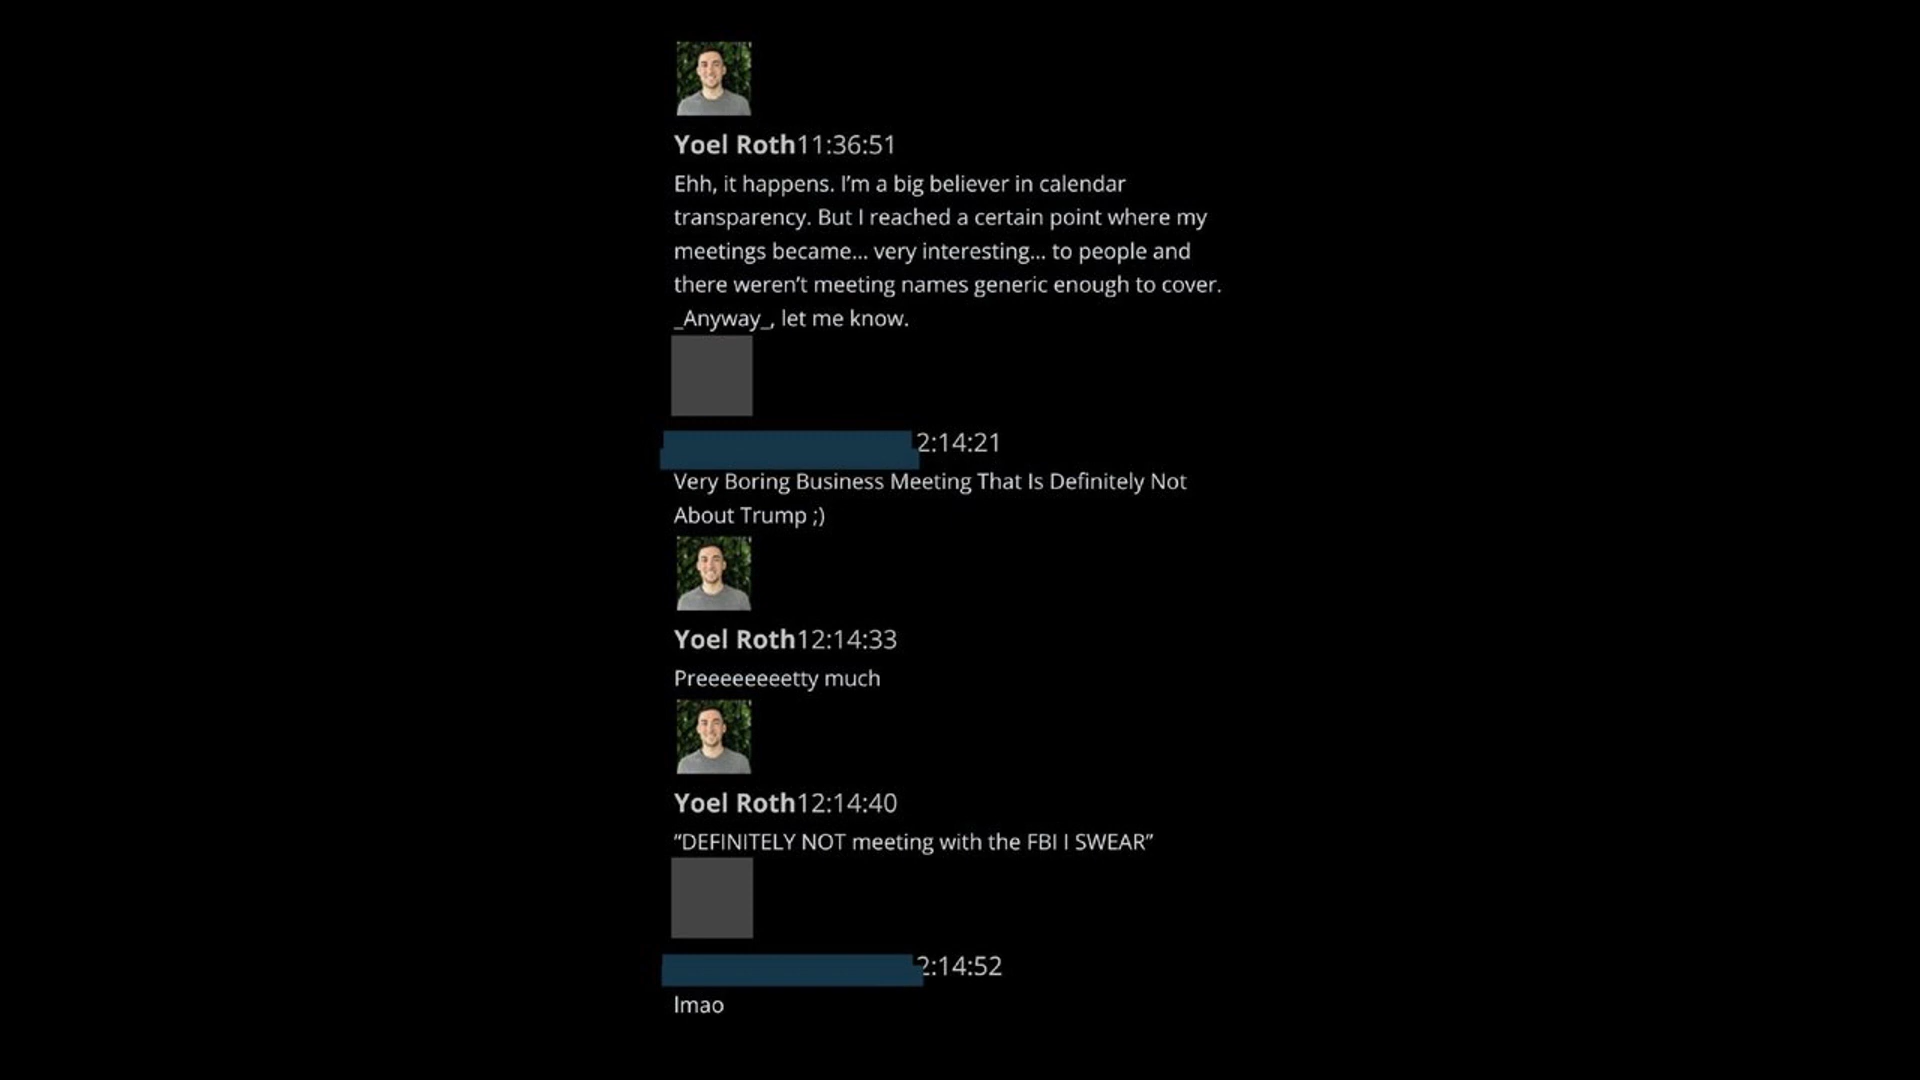 Yoel Roth11:36:51
Ehh, it happens. I’m a big believer in calendar
transparency. But I reached a certain point where my
meetings became... very interesting... to people and
there weren’t meeting names generic enough to cover.
_Anyway_, let me know.
2:14:21
Very Boring Business Meeting That Is Definitely Not
About Trump ;)
Yoel Roth12:14:33
Preeeeeeeetty much
Yoel Roth12:14:40
“DEFINITELY NOT meeting with the FBI I SWEAR”
2:14:52
lmao